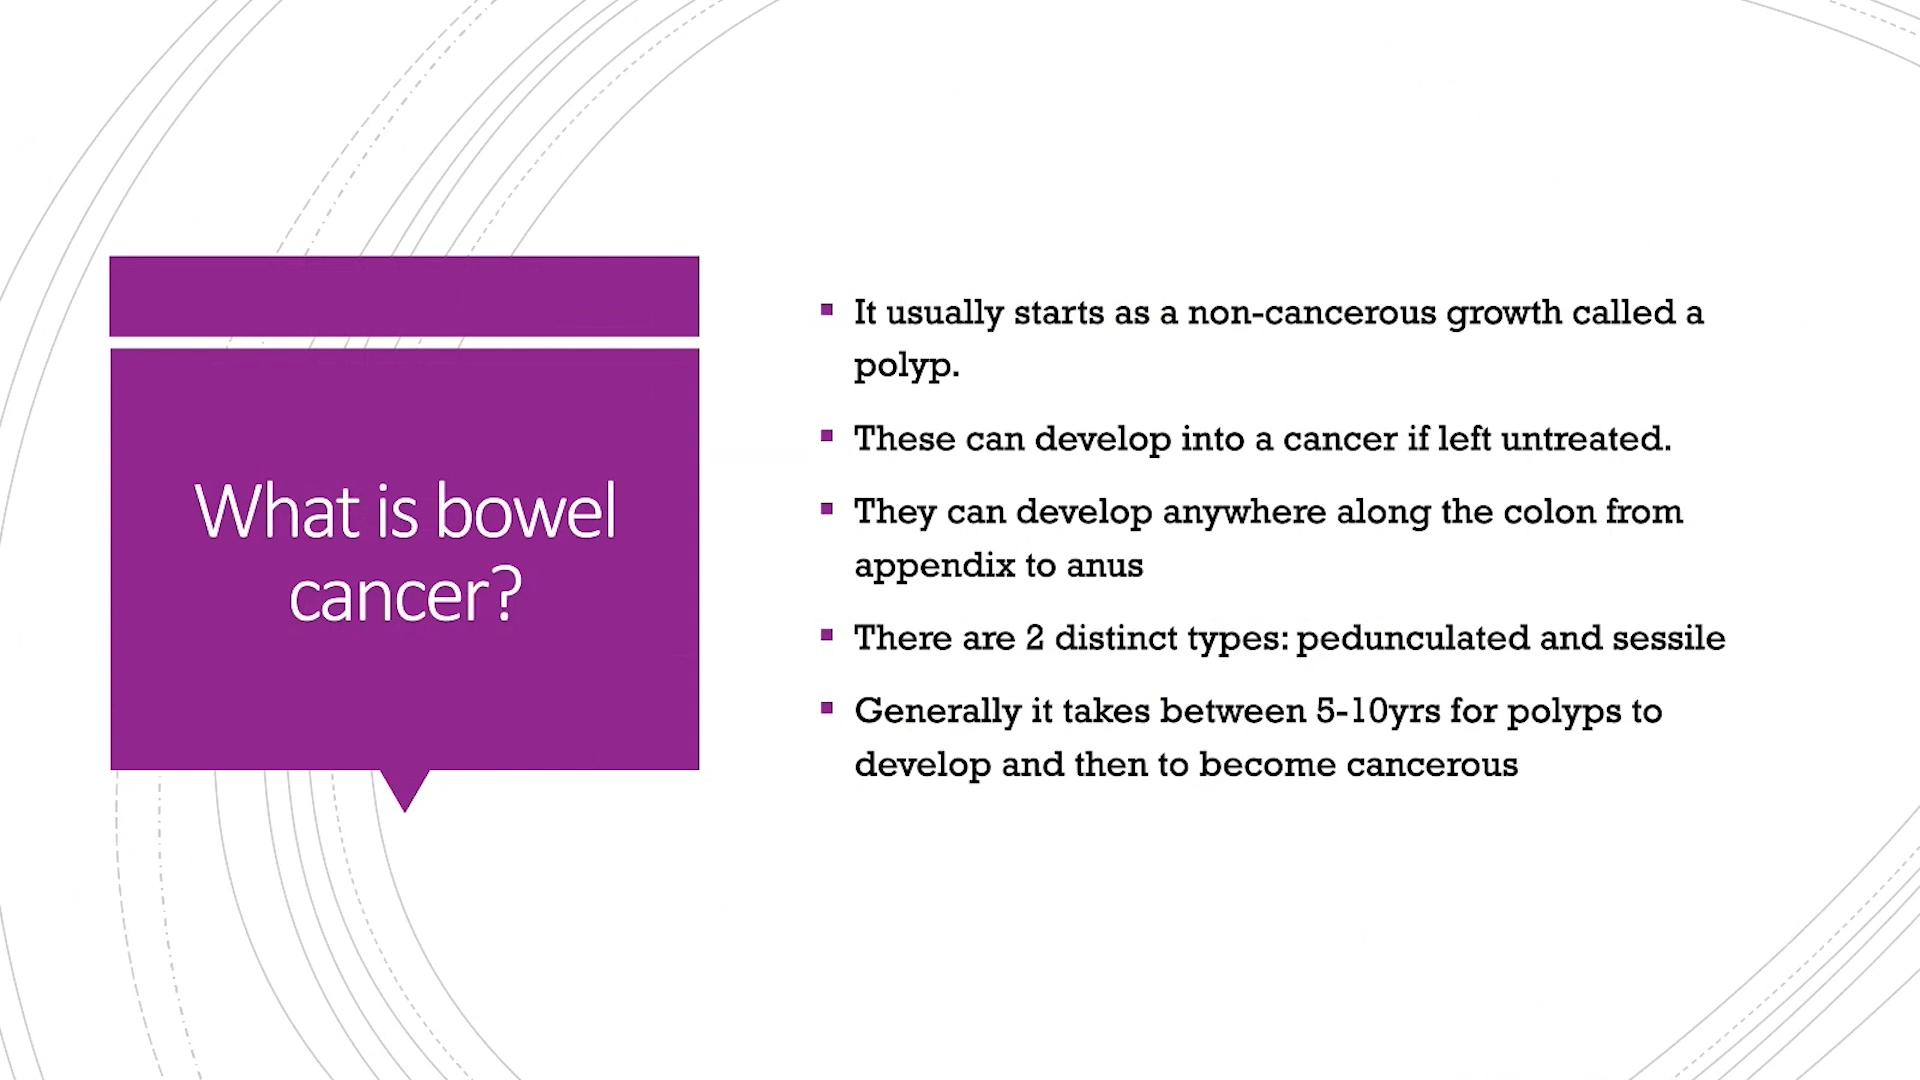 What is bowel
cancer?
It usually starts as a non-cancerous growth called a
polyp.
These can develop into a cancer if left untreated.
They can develop anywhere along the colon from
appendix to anus
There are 2 distinct types: pedunculated and sessile
Generally it takes between 5-10yrs for polyps to
develop and then to become cancerous